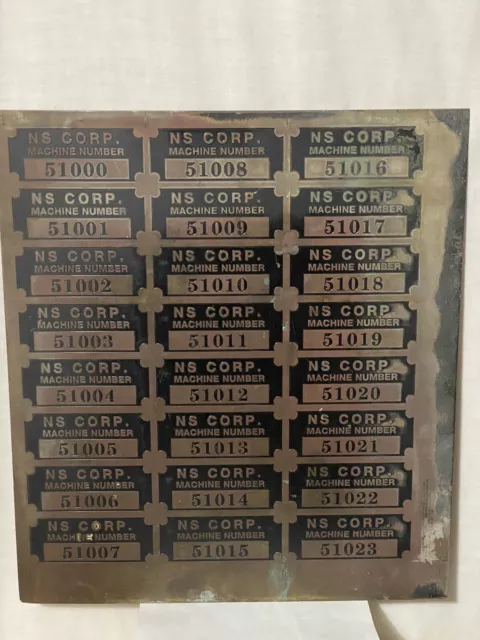 NS CORP.
MACHINE NUMBER
51000
NS CORP.
MACHINE NUMBER
51001
NS CORP.
MACHINE NUMBER
51002
NS CORP.
MACHINE NUMBER
51003
NS CORP.
MACHINE NUMBER
51004
NS CORP.
MACHINE NUMBER
51005
NS CORP.
MACHINE NUMBER
51006
NS CORP.
MACHINE NUMBER
51007
NS CORP.
MACHINE NUMBER
51008
NS CORP.
MACHINE NUMBER
51009
NS CORP.
MACHINE NUMBER
51010
NS CORP.
MACHINE NUMBER
51011
NS CORP.
MACHINE NUMBER
51012
NS CORP.
MACHINE NUMBER
51013
NS CORP.
MACHINE NUMBER
51014
NS CORP.
MACHINE NUMBER
51015
NS CORP.
MACHINE NUMBER
51016
NS CORP.
MACHINE NUMBER
51017
NS CORP.
MACHINE NUMBER
51018
NS CORP.
MACHINE NUMBER
51019
NS CORP.
MACHINE NUMBER
51020
NS CORP.
MACHINE NUMBER
51021
NS CORP.
MACHINE NUMBER
51022
NS CORP.
MACHINE NUMBER
51023